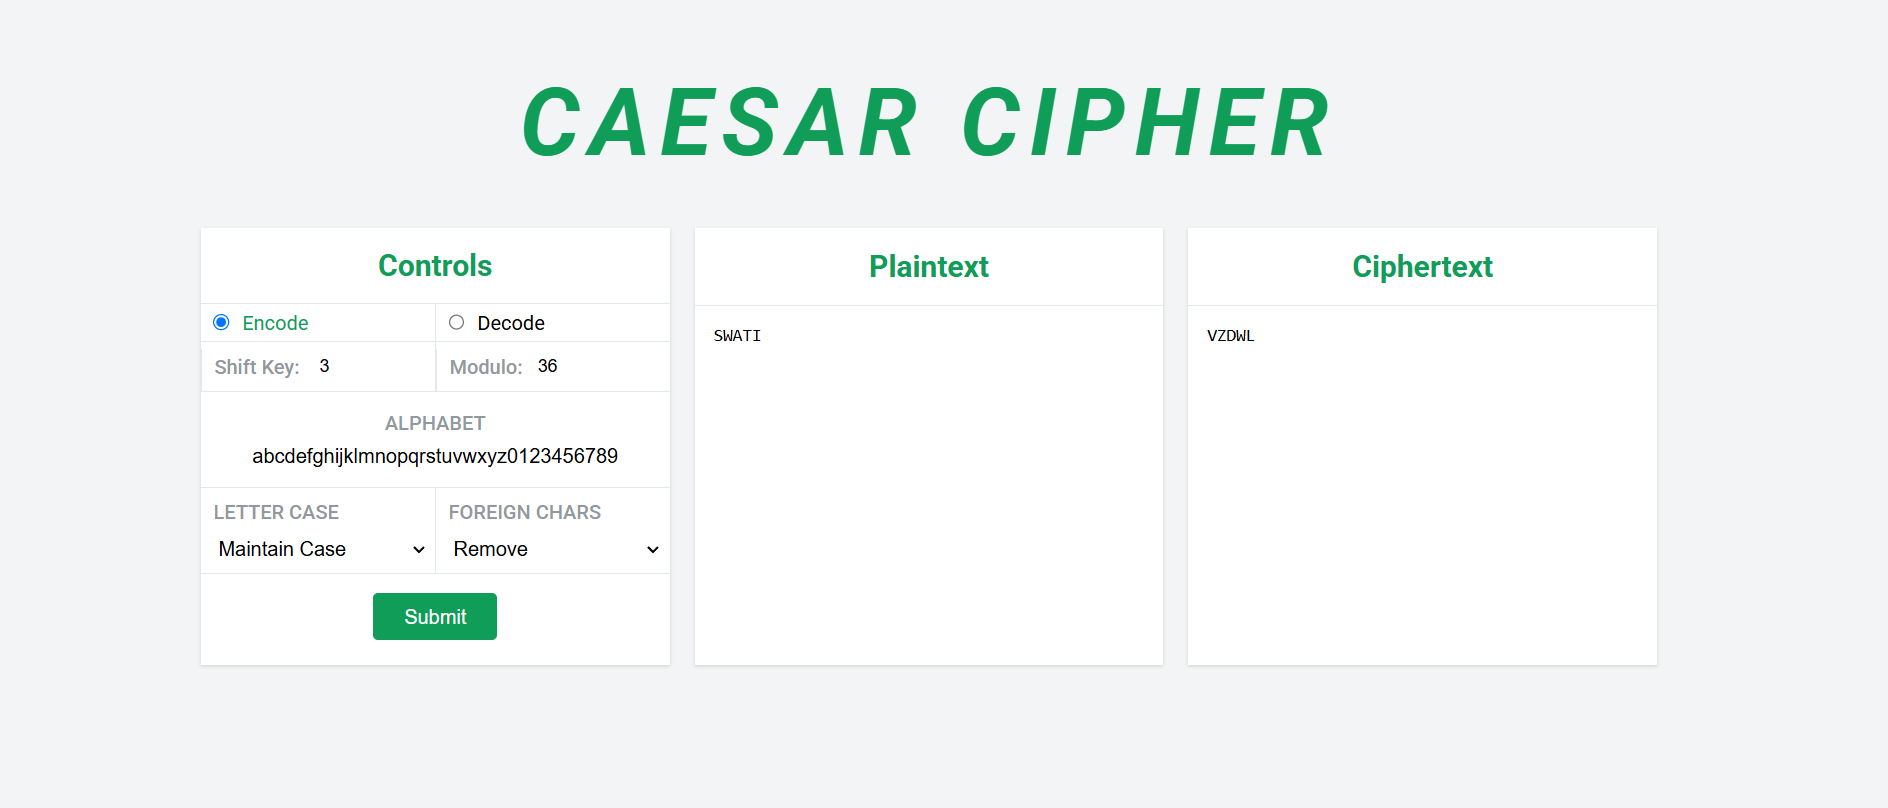 CAESAR CIPHER
Controls
Encode
Decode
Shift Key: 3
Modulo: 36
ALPHABET
abcdefghijklmnopqrstuvwxyz0123456789
LETTER CASE
Maintain Case
FOREIGN CHARS
Remove
Submit
Plaintext
SWATI
Ciphertext
VZDWL